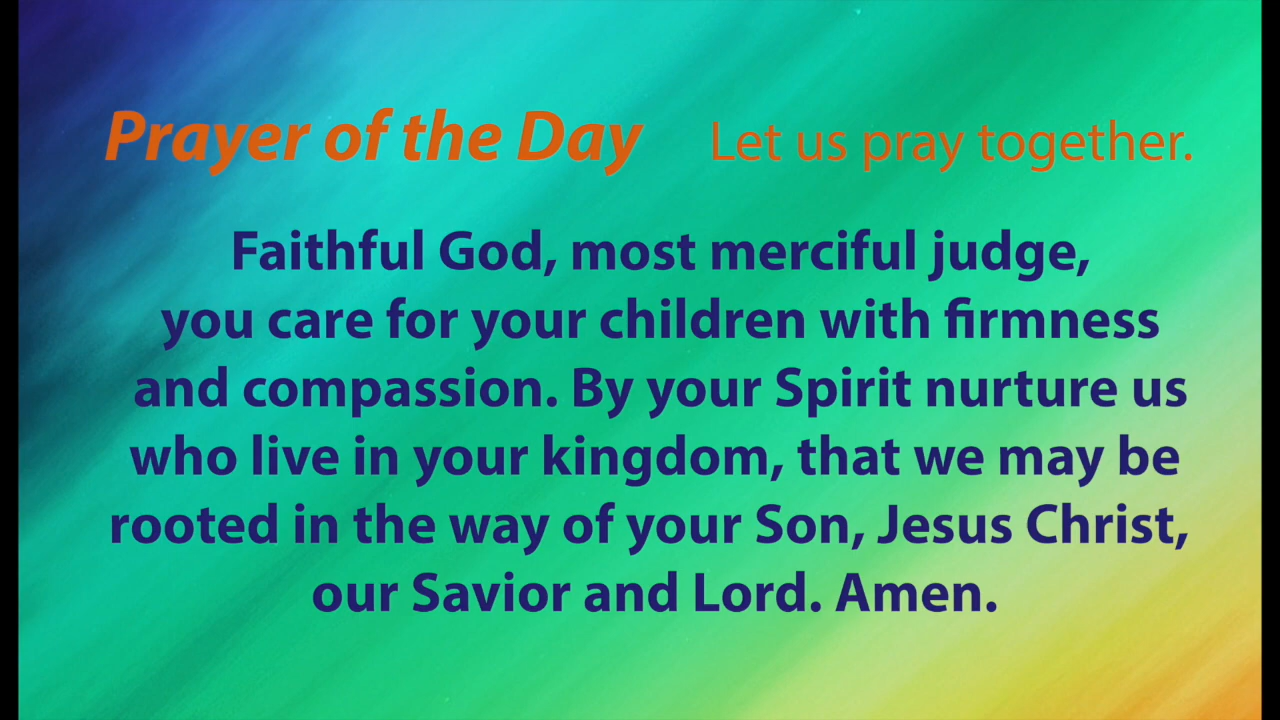 Prayer of the Day Let us pray together.
Faithful God, most merciful judge,
you care for your children with firmness
and compassion. By your Spirit nurture us
who live in your kingdom, that we may be
rooted in the way of your Son, Jesus Christ,
our Savior and Lord. Amen.